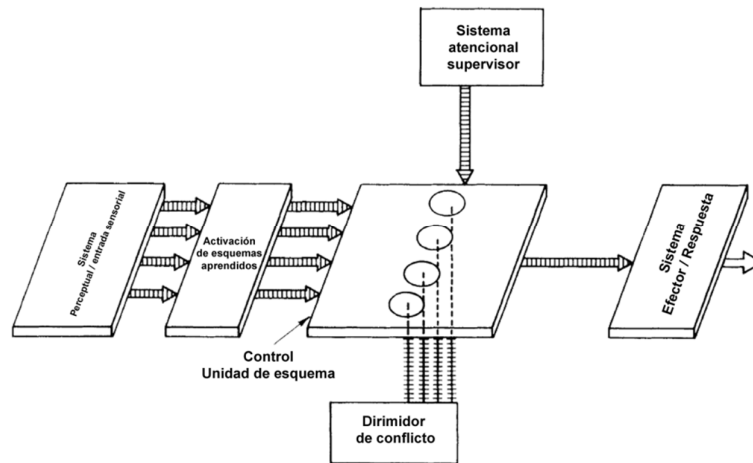 Sistema
atencional
supervisor
Sistema
Perceptual / entrada sensorial
Activación
de esquemas
aprendidos
Control
Unidad de esquema
Sistema
Efector / Respuesta
Dirimidor
de conflicto